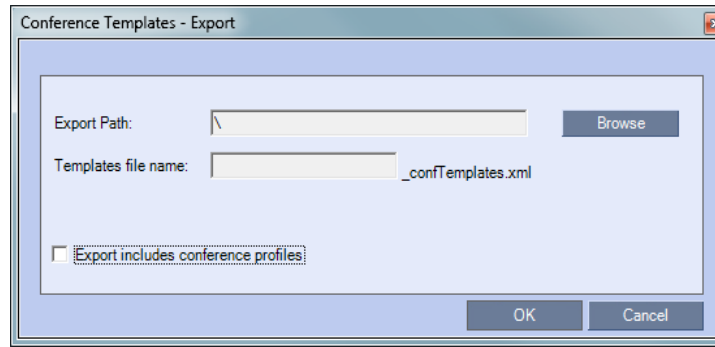 Conference Templates - Export
Export Path:
\
Browse
Templates file name:
_confTemplates.xml
Export includes conference profiles
OK
Cancel